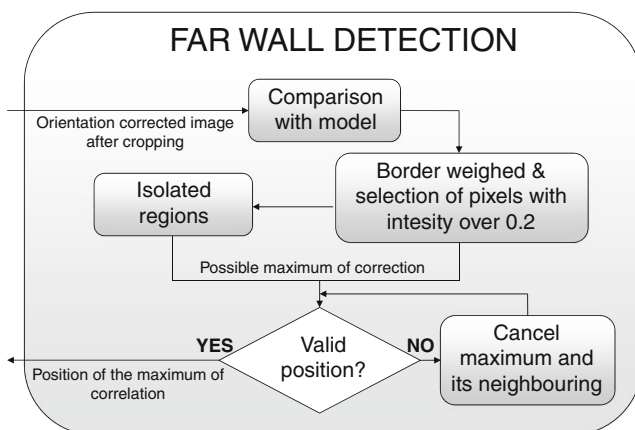 FAR WALL DETECTION
Comparison
with model
Orientation corrected image
after cropping
Border weighed &
selection of pixels with
intesity over 0.2
Isolated
regions
Possible maximum of correction
YES
Valid
position?
NO
Cancel
maximum and
its neighbouring
Position of the maximum of
correlation